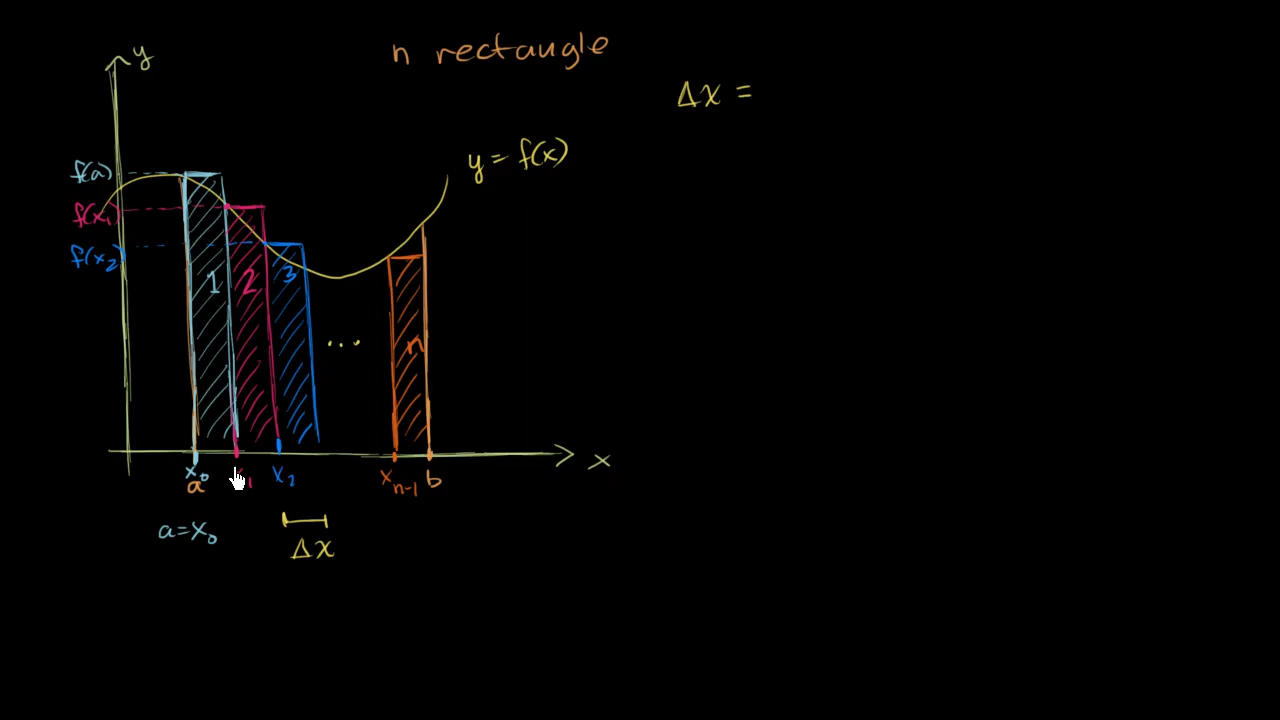 n rectangle
y
Δx =
y = f(x)
f(a)
f(x₁)
f(x₂)
1
2
3
...
n
x
x₀
x₂
xₙ₋₁
b
a
a=x₀
Δx